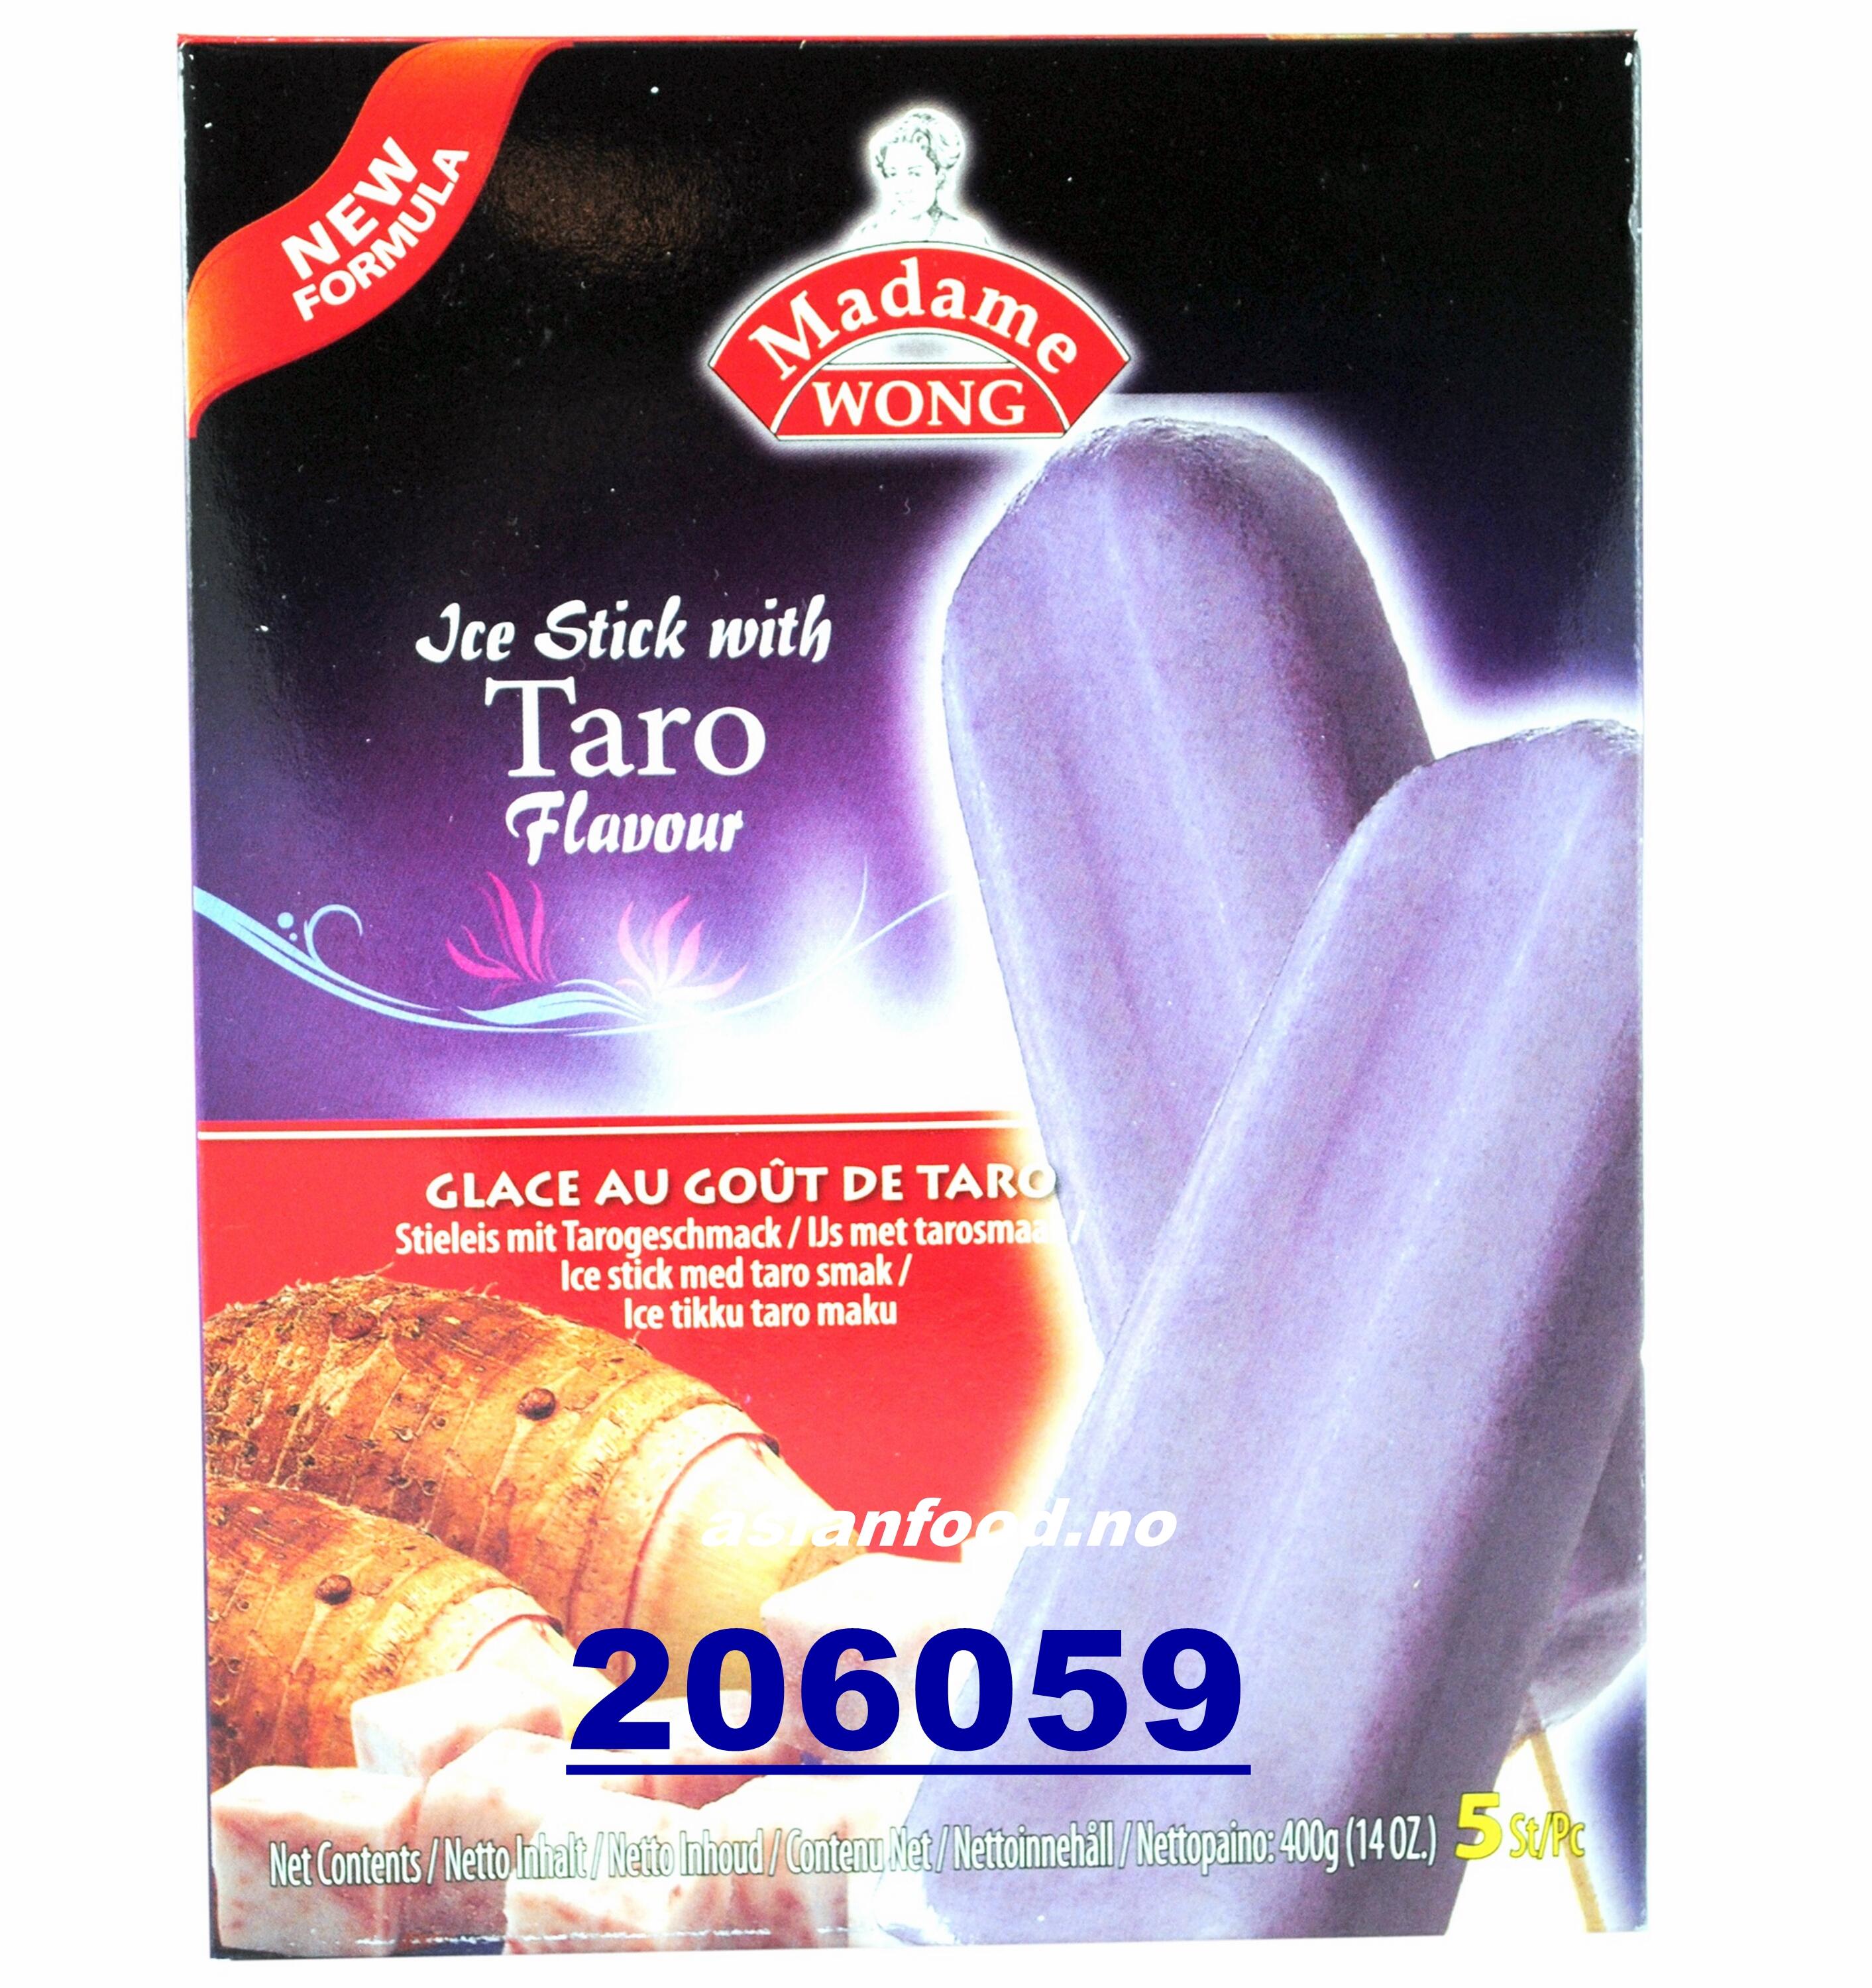 NEW
FORMULA
Madame
WONG
Ice Stick with
Taro
Flavour
GLACE AU GOÛT DE TARO
Stieleis mit Tarogeschmack / IJs met tarosmaak /
Ice stick med taro smak /
Ice tikku taro maku
asianfood.no
206059
Net Contents / Netto Inhalt / Netto Inhoud / Contenu Net / Nettoinnehåll / Nettopaino: 400g (14 OZ.) 5 St/Pc